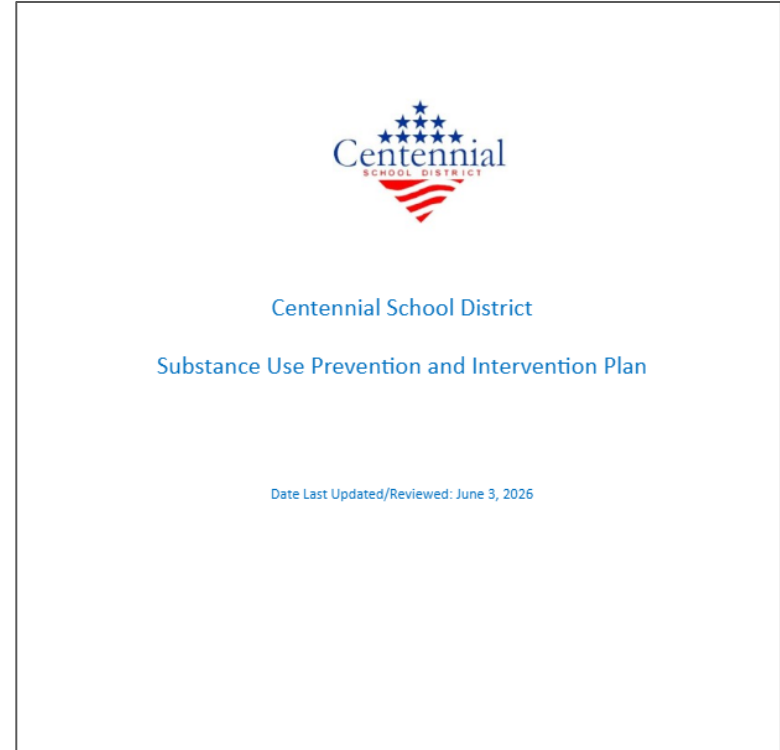 Centennial
SCHOOL DISTRICT
Centennial School District
Substance Use Prevention and Intervention Plan
Date Last Updated/Reviewed: June 3, 2026